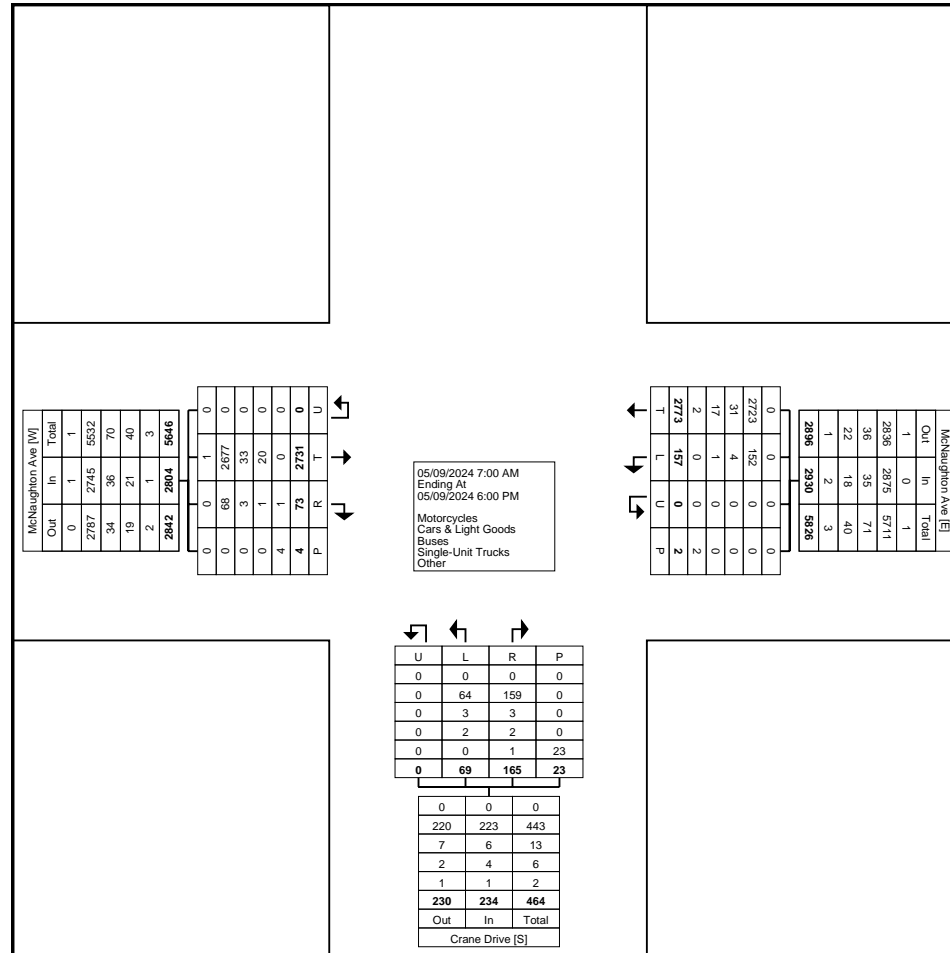 McNaughton Ave [W]
Total In Out
1 1 0
5532 2745 2787
70 36 34
40 21 19
3 1 2
5646 2804 2842
0 1 0 0
0 2677 68 0
0 33 3 0
0 20 1 0
0 0 1 4
0 2731 73 4
U T R P
05/09/2024 7:00 AM
Ending At
05/09/2024 6:00 PM
Motorcycles
Cars & Light Goods
Buses
Single-Unit Trucks
Other
McNaughton Ave [E]
Out In Total
1 0 1
2836 2875 5711
36 35 71
22 18 40
1 2 3
2896 2930 5826
0 0 0 0
2723 152 0 0
31 4 0 0
17 1 0 0
2 0 0 2
2773 157 0 2
T L U P
U L R P
0 0 0 0
0 64 159 0
0 3 3 0
0 2 2 0
0 0 1 23
0 69 165 23
0 0 0
220 223 443
7 6 13
2 4 6
1 1 2
230 234 464
Out In Total
Crane Drive [S]